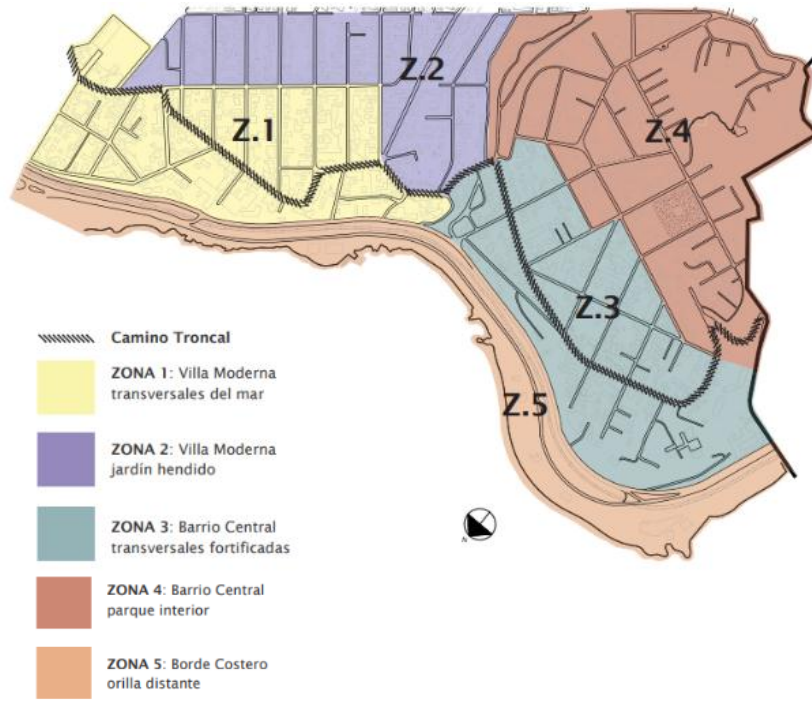 Z.2
Z.1
Z.4
Z.3
Z.5
Camino Troncal
ZONA 1: Villa Moderna
transversales del mar
ZONA 2: Villa Moderna
jardín hendido
ZONA 3: Barrio Central
transversales fortificadas
ZONA 4: Barrio Central
parque interior
ZONA 5: Borde Costero
orilla distante
N